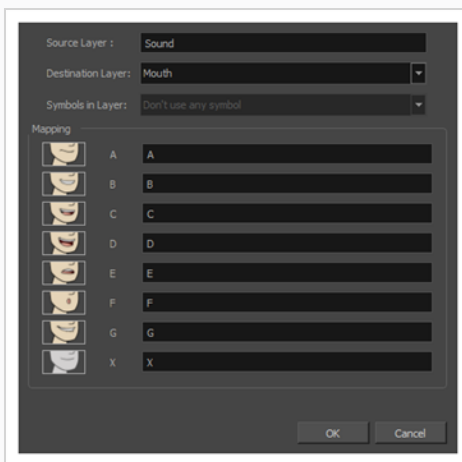 Source Layer : Sound
Destination Layer: Mouth
Symbols in Layer: Don't use any symbol
Mapping
A A
B B
C C
D D
E E
F F
G G
X X
OK Cancel